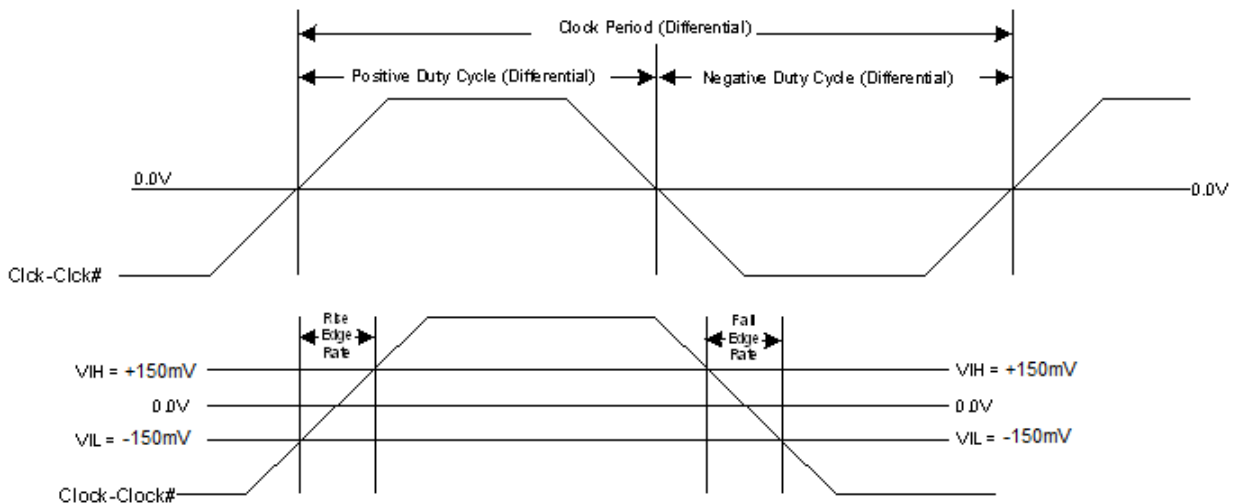 Clock Period (Differential)
Positive Duty Cycle (Differential)
Negative Duty Cycle (Differential)
0.0V
0.0V
Clck-Clck#
Rise
Edge
Rate
Fall
Edge
Rate
VIH = +150mV
VIH = +150mV
0.0V
0.0V
VIL = -150mV
VIL = -150mV
Clock-Clock#